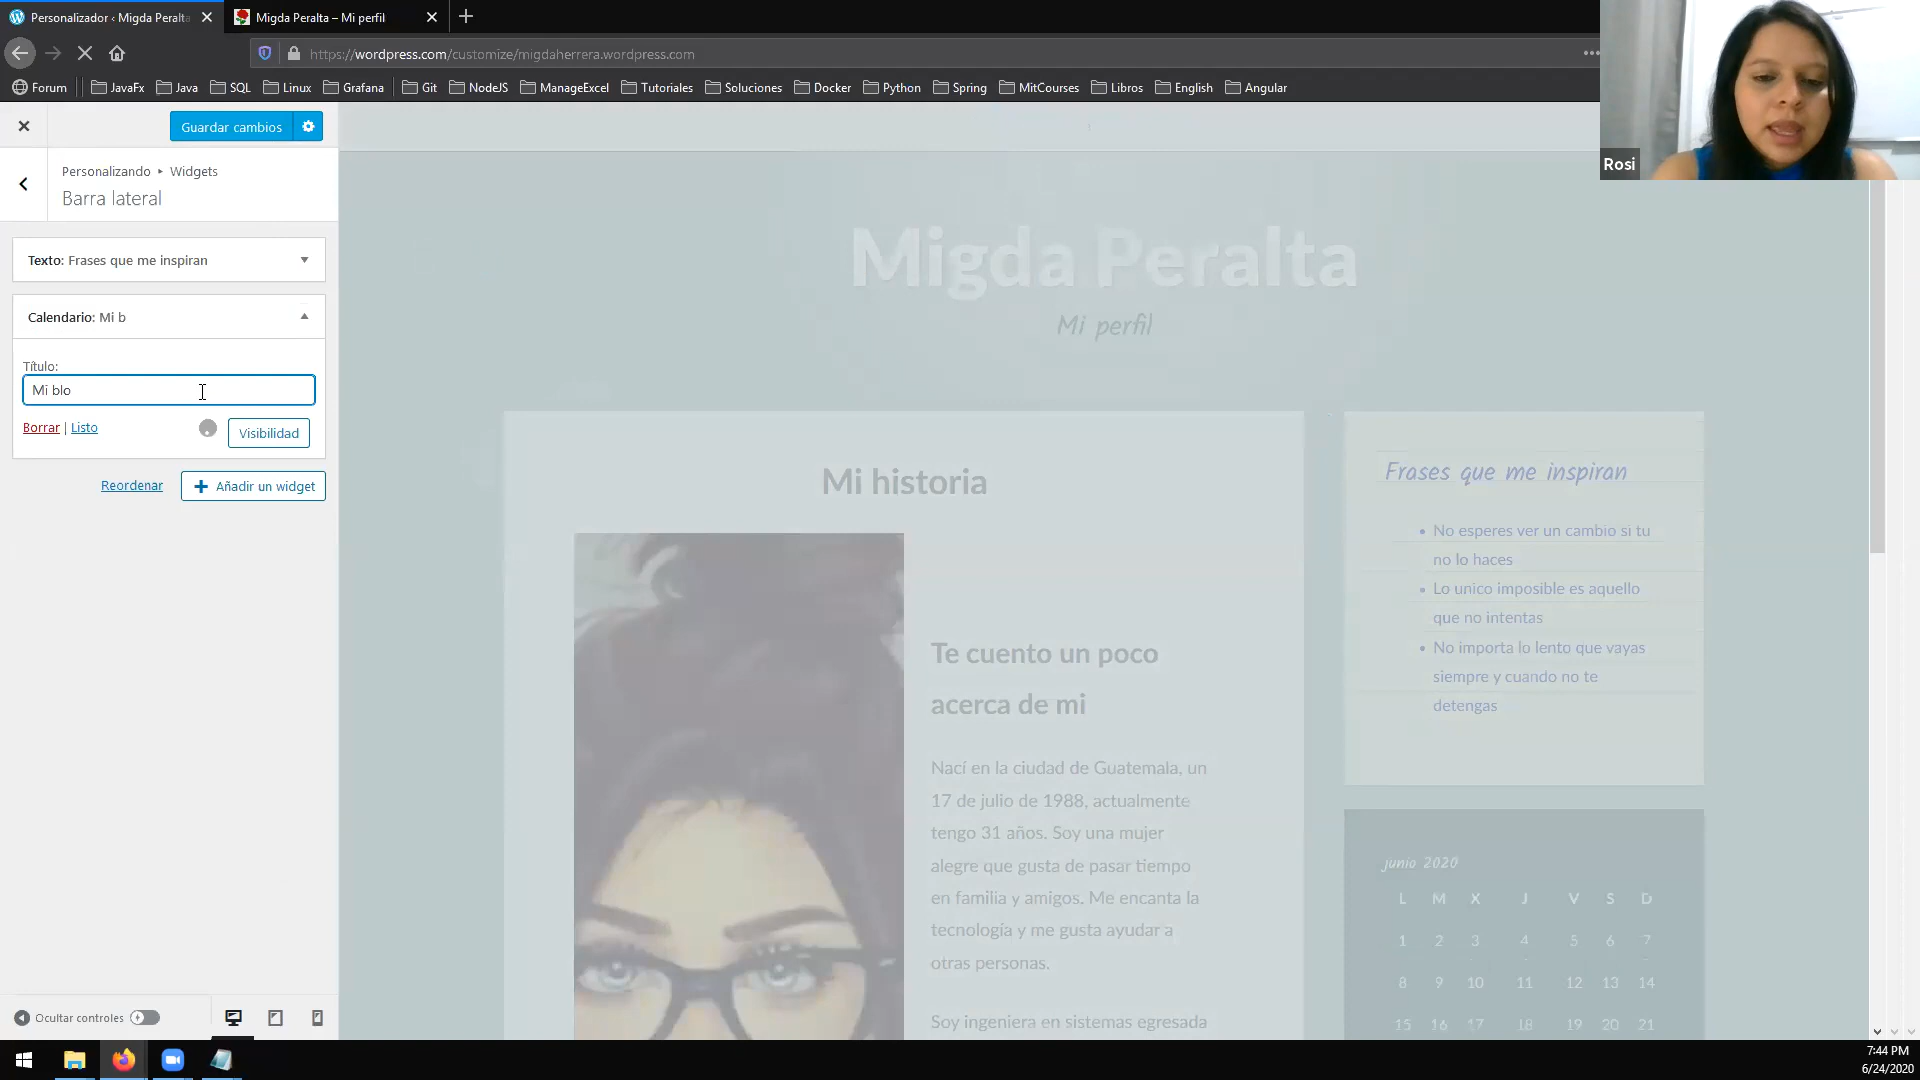 Personalizador ‹ Migda Peralta
Migda Peralta – Mi perfil
https://wordpress.com/customize/migdaherrera.wordpress.com
Forum
JavaFx
Java
SQL
Linux
Grafana
Git
NodeJS
ManageExcel
Tutoriales
Soluciones
Docker
Python
Spring
MitCourses
Libros
English
Angular
Rosi
Guardar cambios
Personalizando ▸ Widgets
Barra lateral
Texto: Frases que me inspiran
Calendario: Mi b
Título:
Mi blo
Borrar | Listo
Visibilidad
Reordenar
Añadir un widget
Ocultar controles
Migda Peralta
Mi perfil
Mi historia
Te cuento un poco
acerca de mi
Nací en la ciudad de Guatemala, un
17 de julio de 1988, actualmente
tengo 31 años. Soy una mujer
alegre que gusta de pasar tiempo
en familia y amigos. Me encanta la
tecnología y me gusta ayudar a
otras personas.
Soy ingeniera en sistemas egresada
Frases que me inspiran
No esperes ver un cambio si tu
no lo haces
Lo unico imposible es aquello
que no intentas
No importa lo lento que vayas
siempre y cuando no te
detengas
junio 2020
L M X J V S D
1 2 3 4 5 6 7
8 9 10 11 12 13 14
15 16 17 18 19 20 21
7:44 PM
6/24/2020